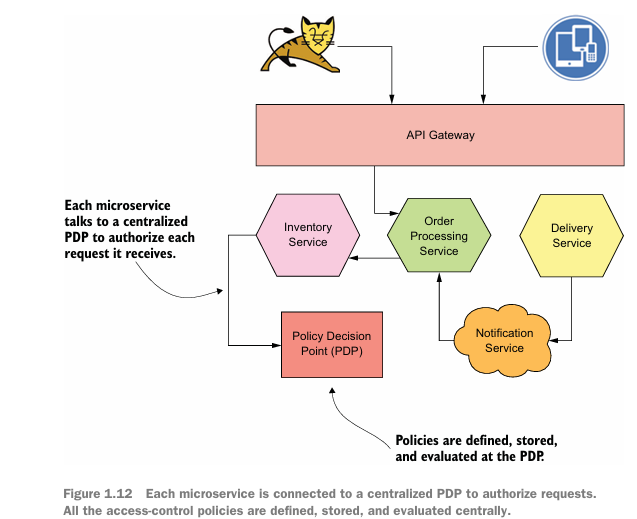 API Gateway
Each microservice
talks to a centralized
PDP to authorize each
request it receives.
Inventory
Service
Order
Processing
Service
Delivery
Service
Policy Decision
Point (PDP)
Notification
Service
Policies are defined, stored,
and evaluated at the PDP.
Figure 1.12 Each microservice is connected to a centralized PDP to authorize requests.
All the access-control policies are defined, stored, and evaluated centrally.